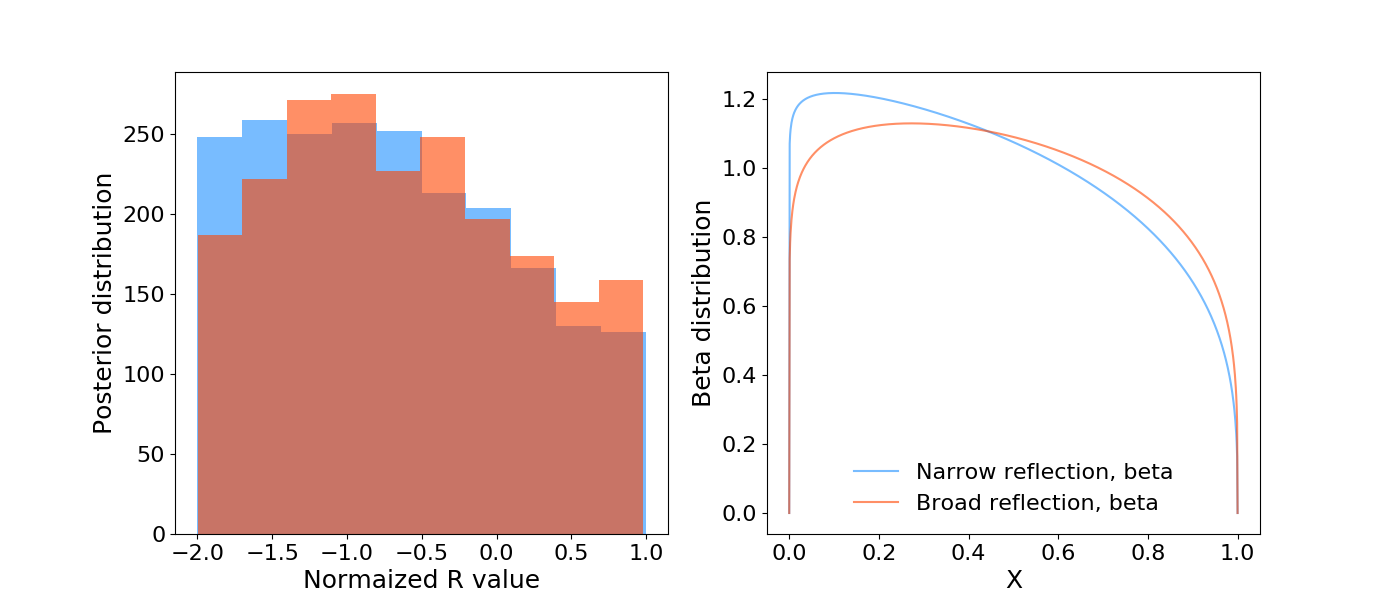 Posterior distribution
250
200
150
100
50
0
−2.0 −1.5 −1.0 −0.5 0.0 0.5 1.0
Normaized R value
Beta distribution
1.2
1.0
0.8
0.6
0.4
0.2
0.0
Narrow reflection, beta
Broad reflection, beta
0.0 0.2 0.4 0.6 0.8 1.0
X